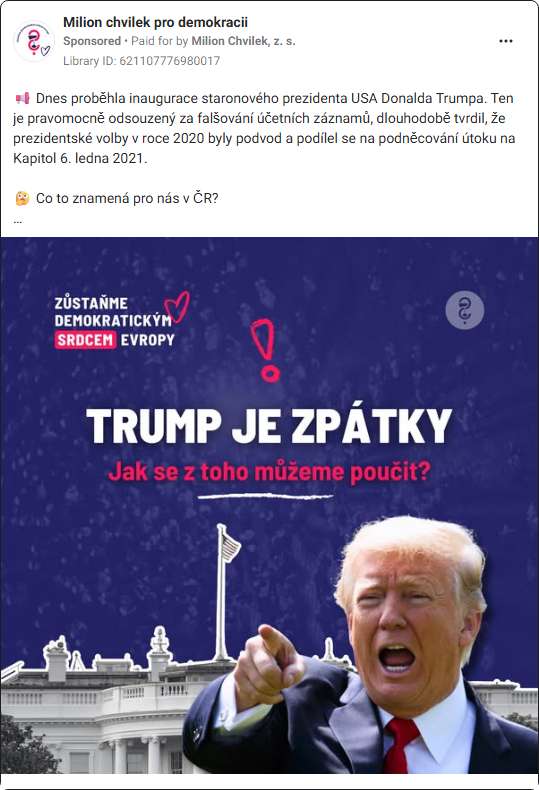 Milion chvilek pro demokracii
Sponsored • Paid for by Milion Chvilek, z. s.
Library ID: 621107776980017
Dnes proběhla inaugurace staronového prezidenta USA Donalda Trumpa. Ten
je pravomocně odsouzený za falšování účetních záznamů, dlouhodobě tvrdil, že
prezidentské volby v roce 2020 byly podvod a podílel se na podněcování útoku na
Kapitol 6. ledna 2021.
Co to znamená pro nás v ČR?
...
ZŮSTAŇME
DEMOKRATICKÝM
SRDCEM EVROPY
TRUMP JE ZPÁTKY
Jak se z toho můžeme poučit?